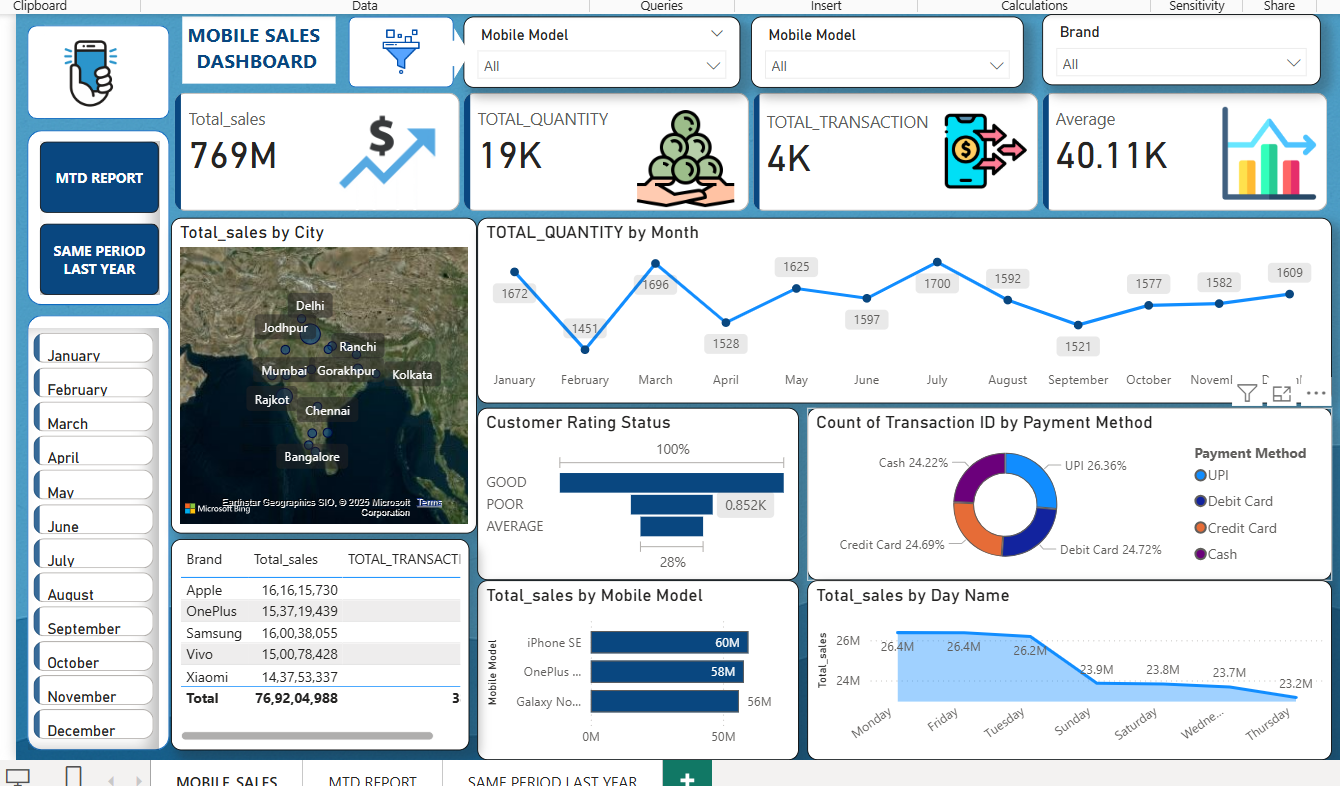 Clipboard
Data
Queries
Insert
Calculations
Sensitivity
Share
MOBILE SALES
DASHBOARD
Mobile Model
All
Mobile Model
All
Brand
All
Total_sales
769M
TOTAL_QUANTITY
19K
TOTAL_TRANSACTION
4K
Average
40.11K
MTD REPORT
SAME PERIOD
LAST YEAR
January
February
March
April
May
June
July
August
September
October
November
December
Total_sales by City
Delhi
Jodhpur
Ranchi
Mumbai
Gorakhpur
Kolkata
Rajkot
Chennai
Bangalore
Earthstar Geographics SIO, © 2025 Microsoft
Corporation
Terms
Microsoft Bing
TOTAL_QUANTITY by Month
1672
1451
1696
1528
1625
1597
1700
1592
1521
1577
1582
1609
January
February
March
April
May
June
July
August
September
October
Customer Rating Status
100%
GOOD
POOR
0.852K
AVERAGE
28%
Count of Transaction ID by Payment Method
Cash 24.22%
UPI 26.36%
Credit Card 24.69%
Debit Card 24.72%
Payment Method
UPI
Debit Card
Credit Card
Cash
Brand Total_sales TOTAL_TRANSACTI
Apple 16,16,15,730
OnePlus 15,37,19,439
Samsung 16,00,38,055
Vivo 15,00,78,428
Xiaomi 14,37,53,337
Total 76,92,04,988 3
Total_sales by Mobile Model
Mobile Model
iPhone SE 60M
OnePlus ... 58M
Galaxy No... 56M
0M
50M
Total_sales by Day Name
Total_sales
26M
24M
26.4M
26.4M
26.2M
23.9M
23.8M
23.7M
23.2M
Monday
Friday
Tuesday
Sunday
Saturday
Wedne...
Thursday
MOBILE SALES
MTD REPORT
SAME PERIOD LAST YEAR
+